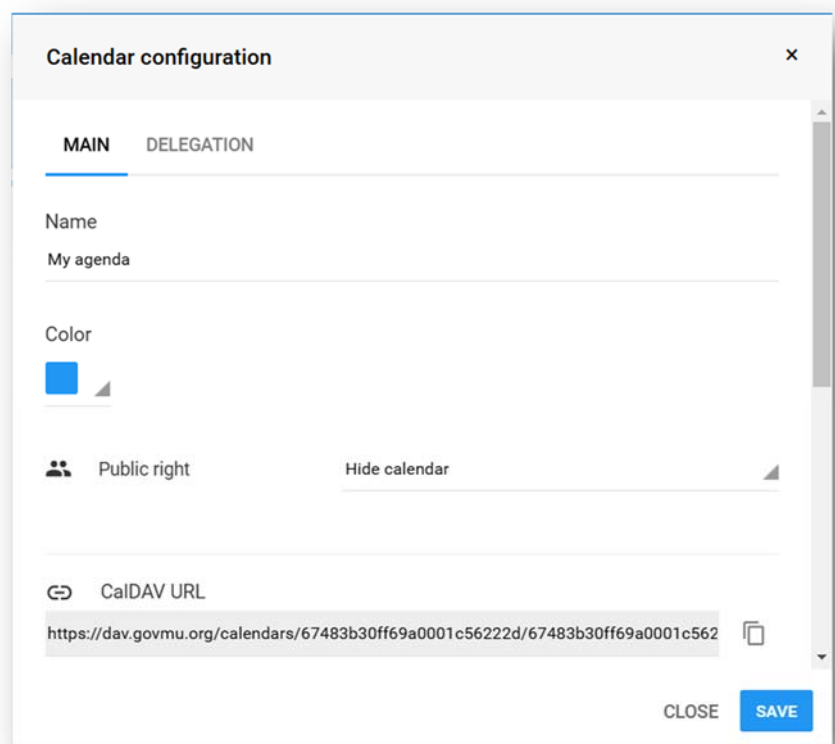 Calendar configuration ×
MAIN DELEGATION
Name
My agenda
Color
Public right Hide calendar
CalDAV URL
https://dav.govmu.org/calendars/67483b30ff69a0001c56222d/67483b30ff69a0001c562
CLOSE SAVE